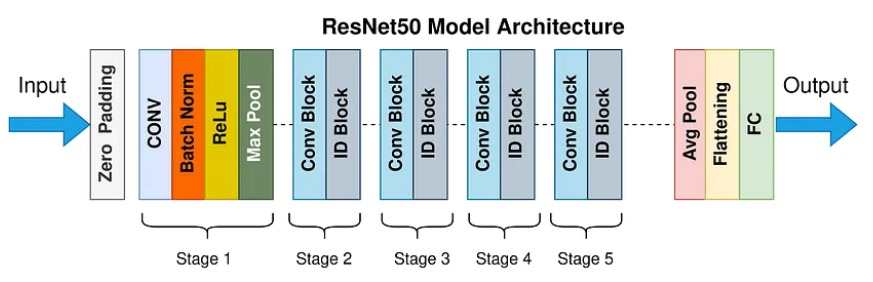 ResNet50 Model Architecture
Input
Zero Padding
CONV
Batch Norm
ReLu
Max Pool
Conv Block
ID Block
Conv Block
ID Block
Conv Block
ID Block
Conv Block
ID Block
Avg Pool
Flattening
FC
Output
Stage 1
Stage 2
Stage 3
Stage 4
Stage 5